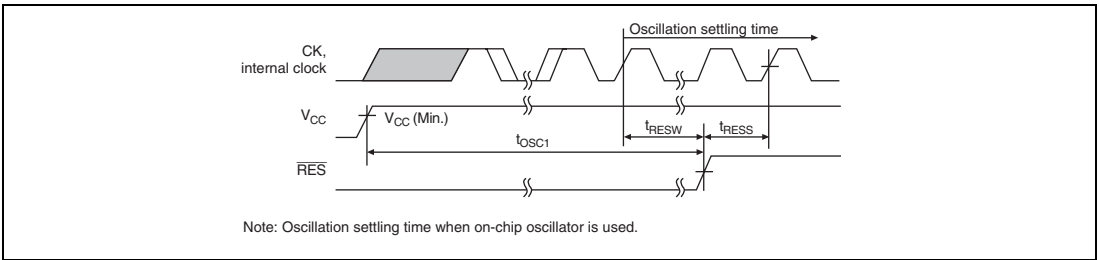 Oscillation settling time
CK,
internal clock
VCC
VCC (Min.)
tRESW
tRESS
tOSC1
RES
Note: Oscillation settling time when on-chip oscillator is used.